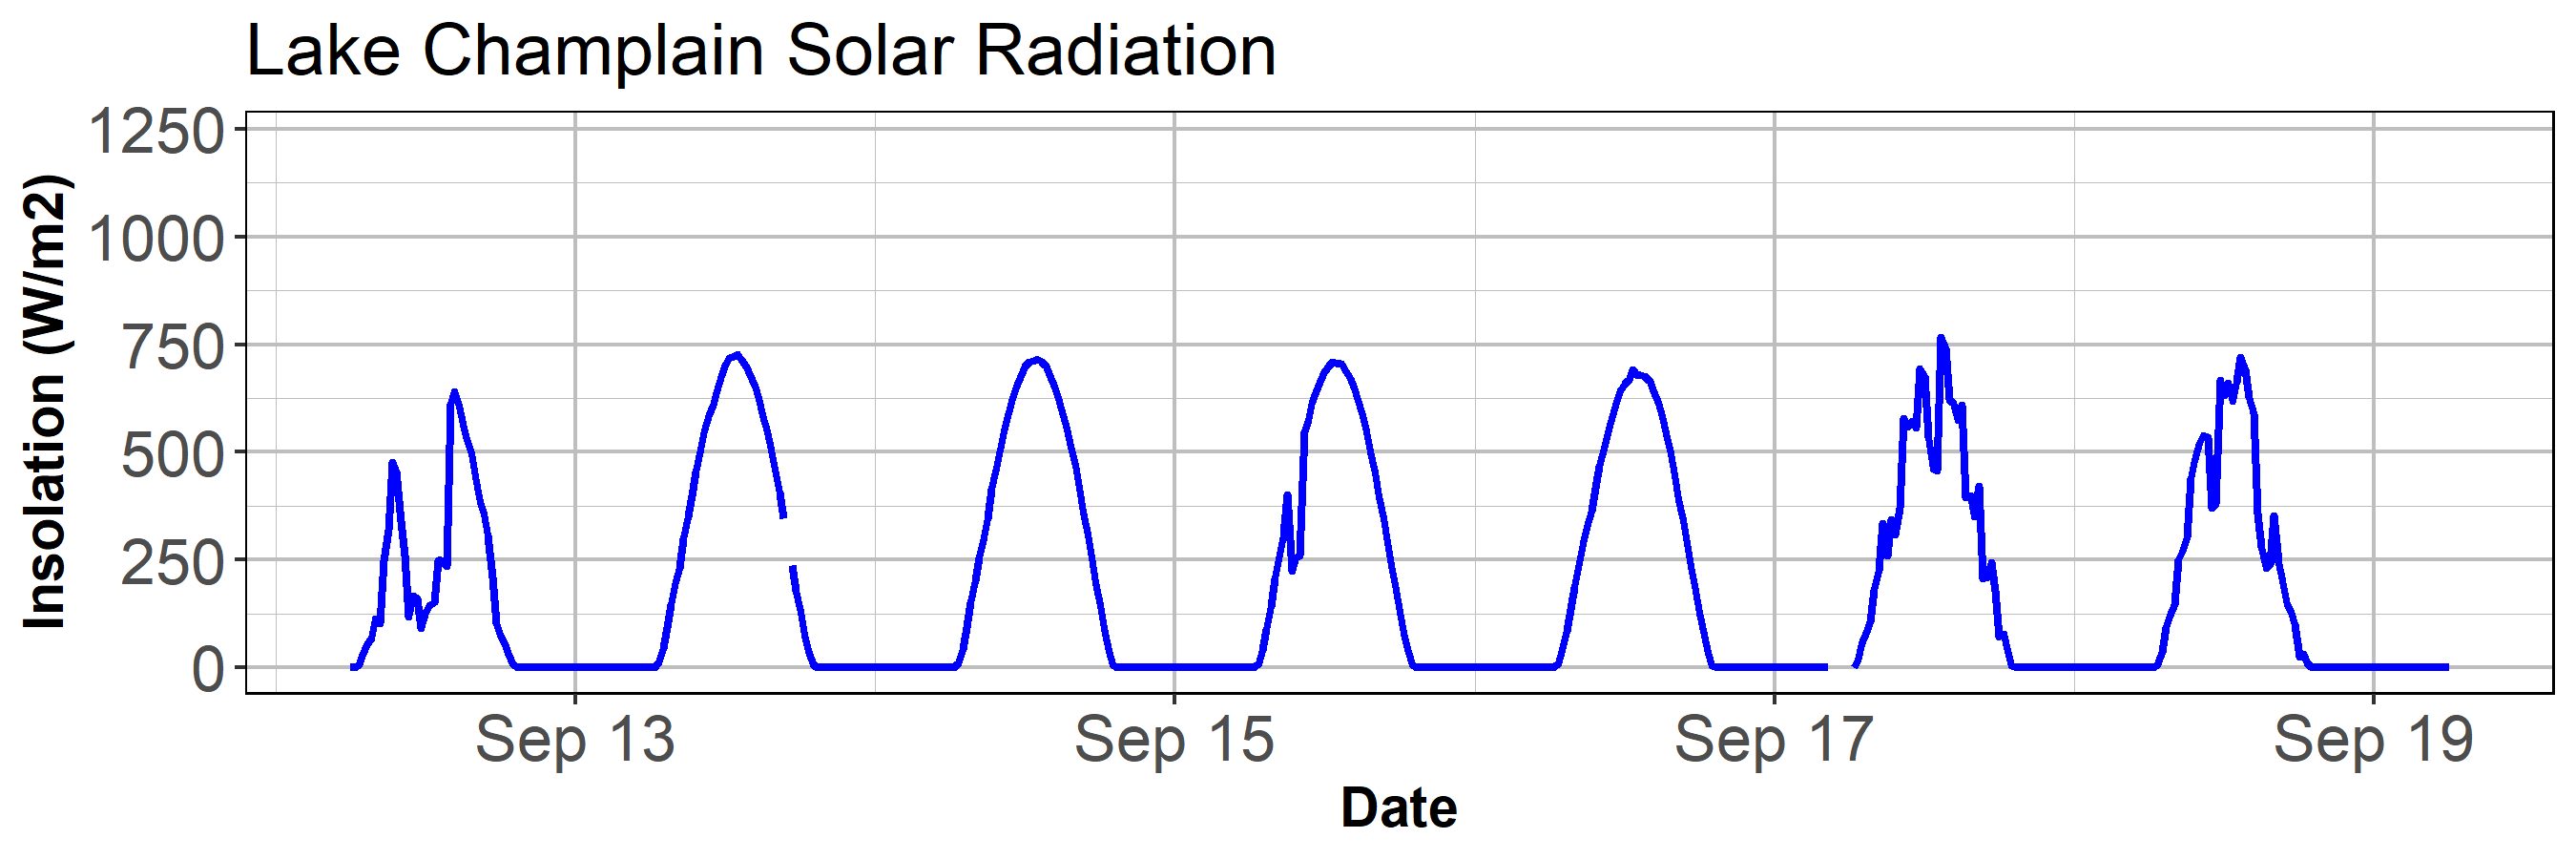 Lake Champlain Solar Radiation
1250
1000
750
500
250
0
Insolation (W/m2)
Sep 13
Sep 15
Sep 17
Sep 19
Date